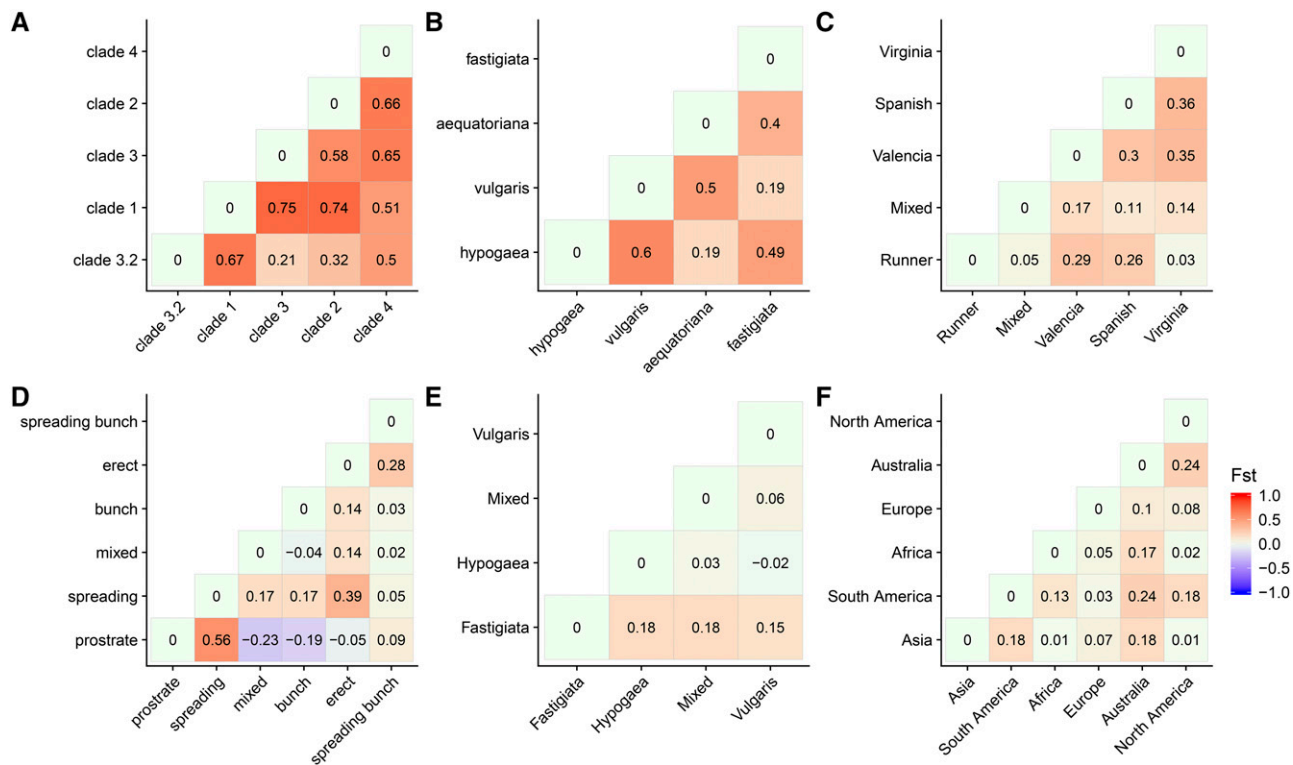 A
clade 4
0
clade 2
0 0.66
clade 3
0 0.58 0.65
clade 1
0 0.75 0.74 0.51
clade 3.2
0 0.67 0.21 0.32 0.5
clade 3.2 clade 1 clade 3 clade 2 clade 4
B
fastigiata
0
aequatoriana
0 0.4
vulgaris
0 0.5 0.19
hypogaea
0 0.6 0.19 0.49
hypogaea vulgaris aequatoriana fastigiata
C
Virginia
0
Spanish
0 0.36
Valencia
0 0.3 0.35
Mixed
0 0.17 0.11 0.14
Runner
0 0.05 0.29 0.26 0.03
Runner Mixed Valencia Spanish Virginia
D
spreading bunch
0
erect
0 0.28
bunch
0 0.14 0.03
mixed
0 −0.04 0.14 0.02
spreading
0 0.17 0.17 0.39 0.05
prostrate
0 0.56 −0.23 −0.19 −0.05 0.09
prostrate spreading mixed bunch erect spreading bunch
E
Vulgaris
0
Mixed
0 0.06
Hypogaea
0 0.03 −0.02
Fastigiata
0 0.18 0.18 0.15
Fastigiata Hypogaea Mixed Vulgaris
F
North America
0
Australia
0 0.24
Europe
0 0.1 0.08
Africa
0 0.05 0.17 0.02
South America
0 0.13 0.03 0.24 0.18
Asia
0 0.18 0.01 0.07 0.18 0.01
Asia South America Africa Europe Australia North America
Fst
1.0
0.5
0.0
−0.5
−1.0